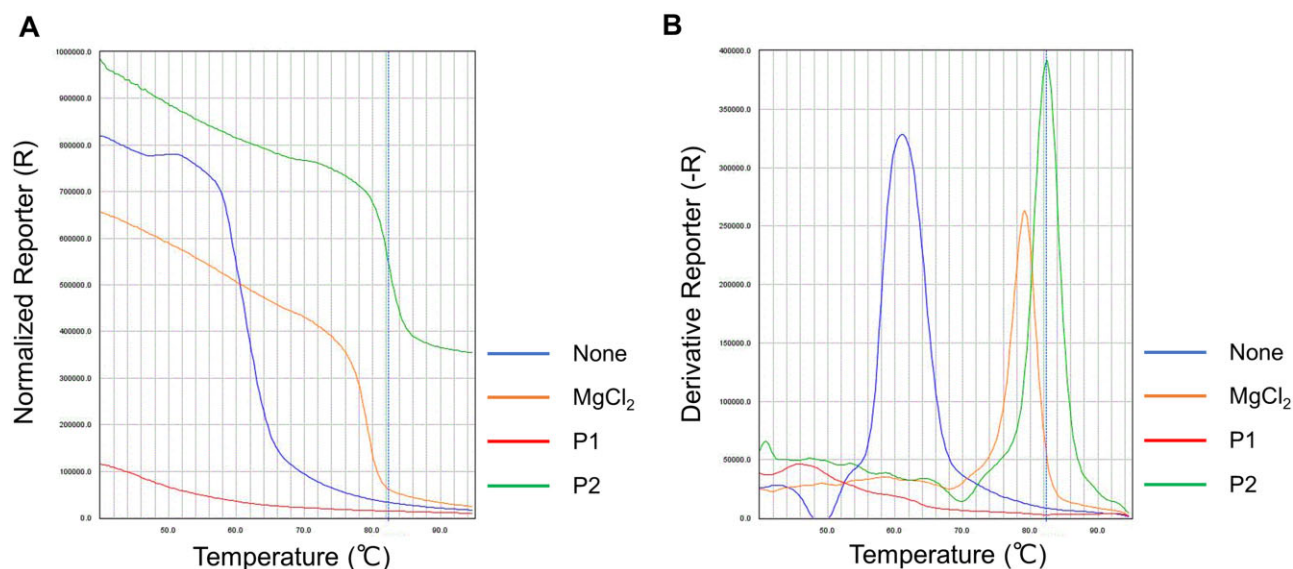 A
B
1000000.0
900000.0
800000.0
700000.0
600000.0
500000.0
400000.0
300000.0
200000.0
100000.0
0.0
Normalized Reporter (R)
50.0 60.0 70.0 80.0 90.0
Temperature (℃)
None
MgCl₂
P1
P2
400000.0
350000.0
300000.0
250000.0
200000.0
150000.0
100000.0
50000.0
0.0
Derivative Reporter (-R)
50.0 60.0 70.0 80.0 90.0
Temperature (℃)
None
MgCl₂
P1
P2